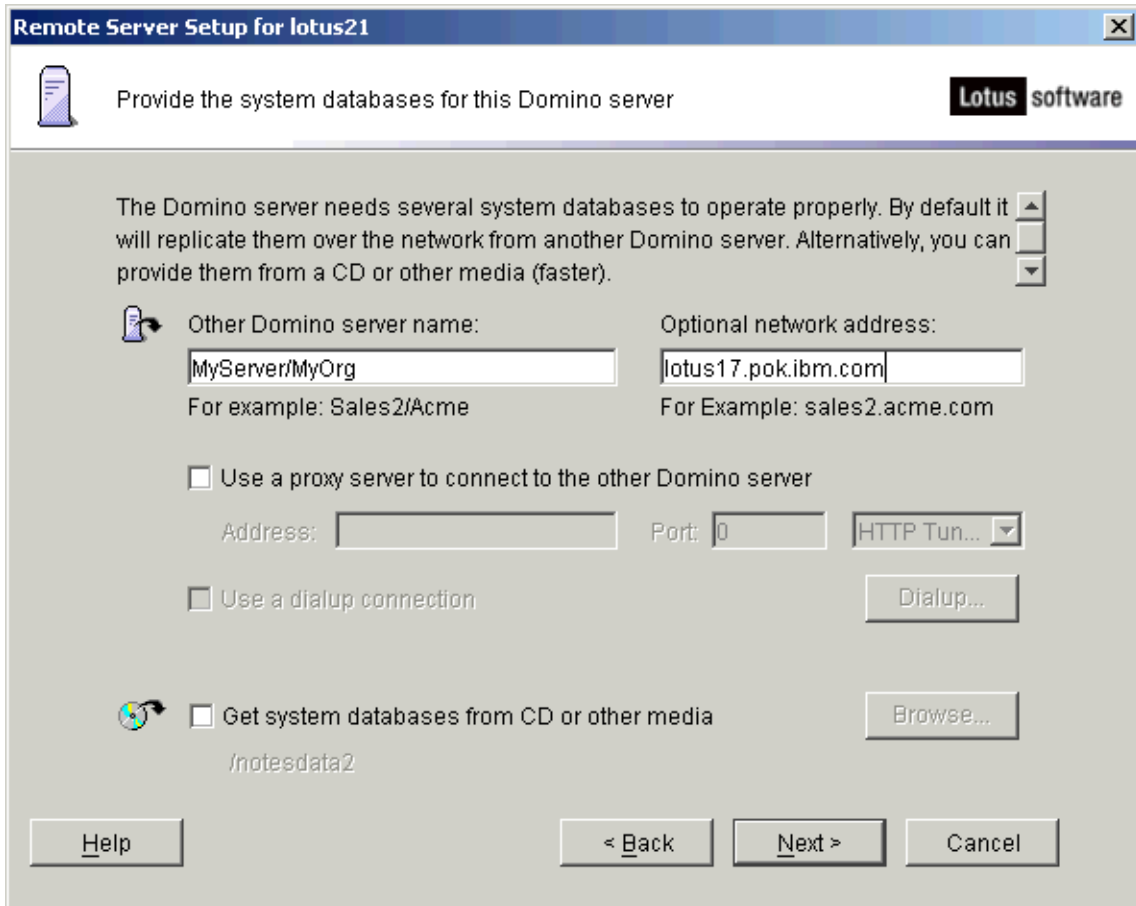 Remote Server Setup for lotus21
Provide the system databases for this Domino server
Lotus software
The Domino server needs several system databases to operate properly. By default it
will replicate them over the network from another Domino server. Alternatively, you can
provide them from a CD or other media (faster).
Other Domino server name:
Optional network address:
MyServer/MyOrg
lotus17.pok.ibm.com
For example: Sales2/Acme
For Example: sales2.acme.com
Use a proxy server to connect to the other Domino server
Address:
Port: 0
HTTP Tun...
Use a dialup connection
Dialup...
Get system databases from CD or other media
Browse...
/notesdata2
Help
< Back
Next >
Cancel